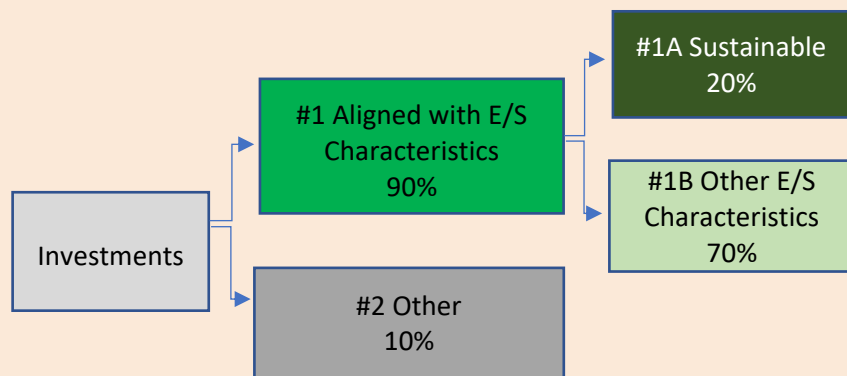 Investments
#1 Aligned with E/S
Characteristics
90%
#2 Other
10%
#1A Sustainable
20%
#1B Other E/S
Characteristics
70%